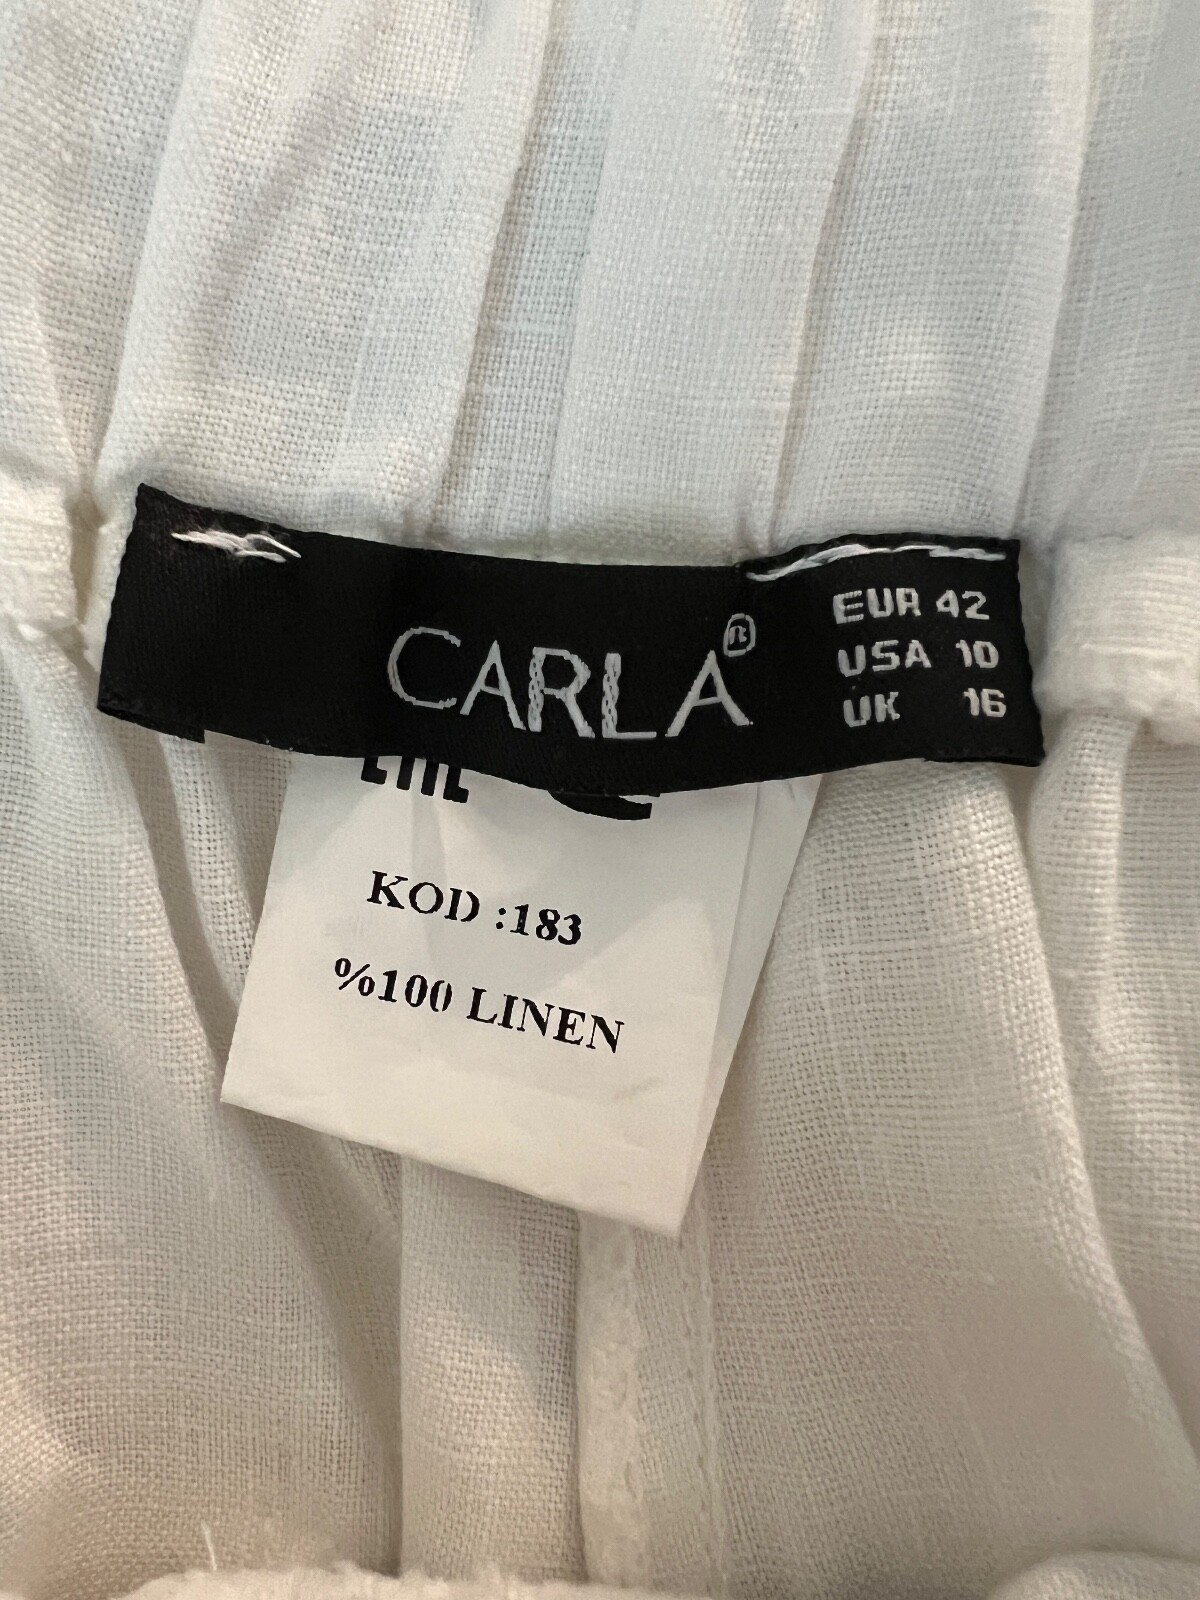 CARLA®
EUR 42
USA 10
UK 16
KOD :183
%100 LINEN